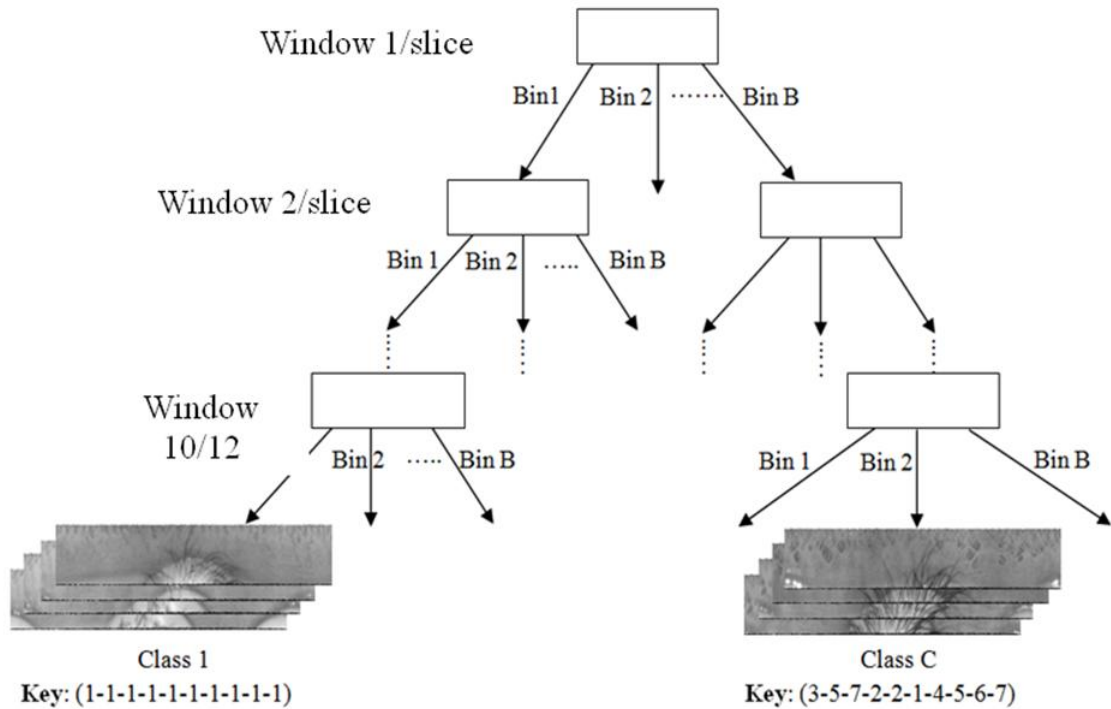 Window 1/slice
Bin1 Bin 2 ....... Bin B
Window 2/slice
Bin 1 Bin 2 ..... Bin B
Window
10/12
Bin 2 ..... Bin B
Bin 1 Bin 2 Bin B
Class 1
Key: (1-1-1-1-1-1-1-1-1-1)
Class C
Key: (3-5-7-2-2-1-4-5-6-7)